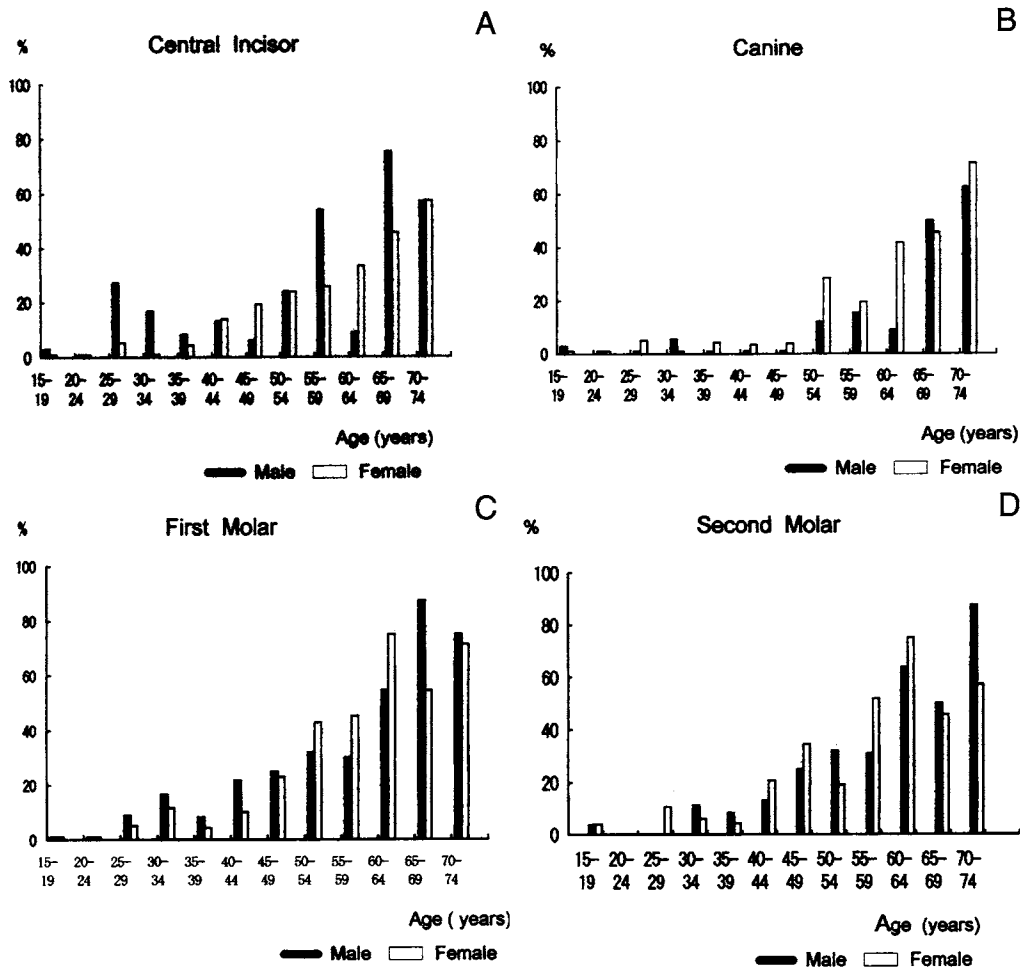 A
% Central Incisor
100
80
60
40
20
0
15– 20– 25– 30– 35– 40– 45– 50– 55– 60– 65– 70–
19 24 29 34 39 44 49 54 59 64 69 74
Age (years)
Male Female
B
% Canine
100
80
60
40
20
0
15– 20– 25– 30– 35– 40– 45– 50– 55– 60– 65– 70–
19 24 29 34 39 44 49 54 59 64 69 74
Age (years)
Male Female
C
% First Molar
100
80
60
40
20
0
15– 20– 25– 30– 35– 40– 45– 50– 55– 60– 65– 70–
19 24 29 34 39 44 49 54 59 64 69 74
Age ( years)
Male Female
D
% Second Molar
100
80
60
40
20
0
15– 20– 25– 30– 35– 40– 45– 50– 55– 60– 65– 70–
19 24 29 34 39 44 49 54 59 64 69 74
Age (years)
Male Female